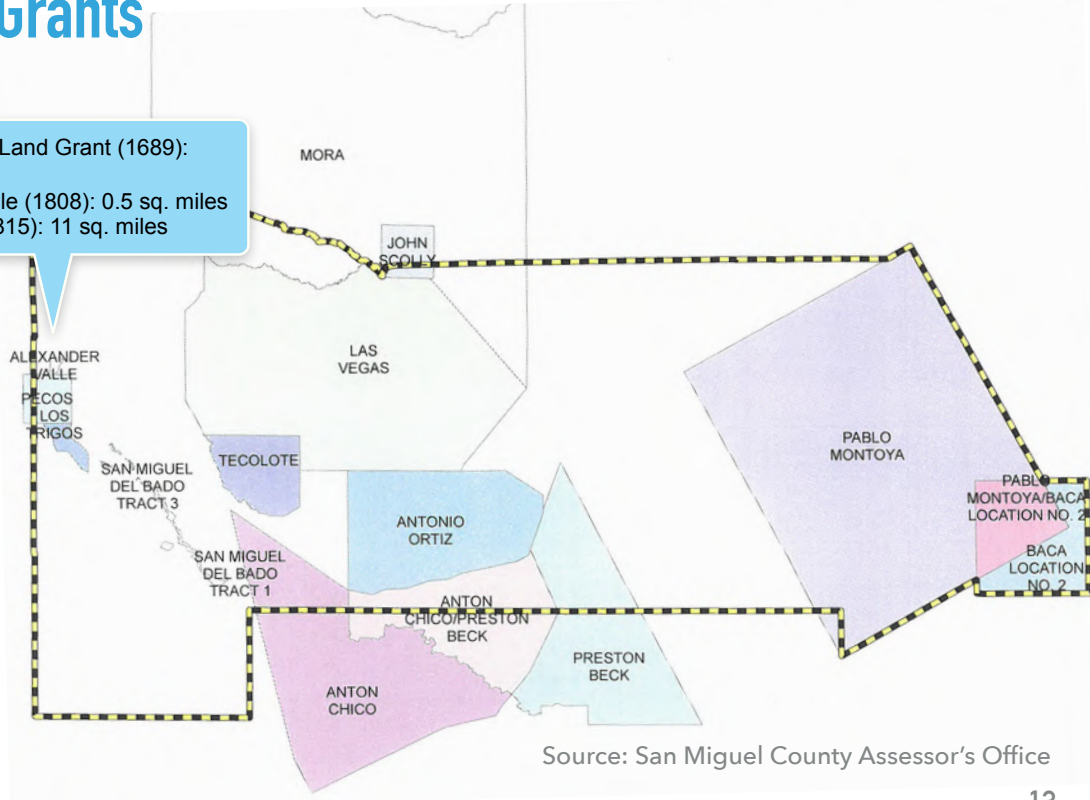 Grants
Land Grant (1689):
le (1808): 0.5 sq. miles
815): 11 sq. miles
MORA
JOHN
SCOLLY
LAS
VEGAS
ALEXANDER
VALLE
PECOS
LOS
TRIGOS
SAN MIGUEL
DEL BADO
TRACT 3
TECOLOTE
ANTONIO
ORTIZ
PABLO
MONTOYA
PABLO
MONTOYA/BACA
LOCATION NO. 2
BACA
LOCATION
NO. 2
SAN MIGUEL
DEL BADO
TRACT 1
ANTON
CHICO/PRESTON
BECK
PRESTON
BECK
ANTON
CHICO
Source: San Miguel County Assessor's Office